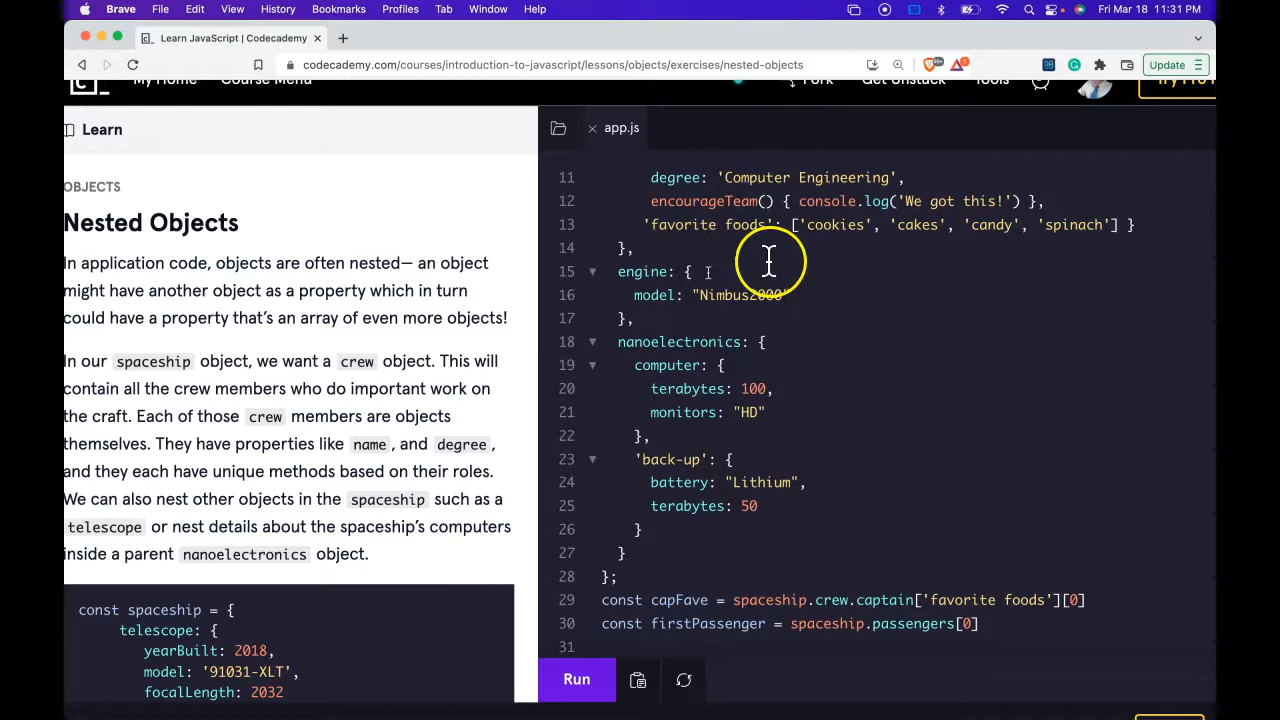 Brave File Edit View History Bookmarks Profiles Tab Window Help Fri Mar 18 11:31 PM
Learn JavaScript | Codecademy
codecademy.com/courses/introduction-to-javascript/lessons/objects/exercises/nested-objects Update
My Home Course Menu Fork Get Unstuck Tools
Learn
OBJECTS
Nested Objects
In application code, objects are often nested— an object
might have another object as a property which in turn
could have a property that's an array of even more objects!
In our spaceship object, we want a crew object. This will
contain all the crew members who do important work on
the craft. Each of those crew members are objects
themselves. They have properties like name, and degree,
and they each have unique methods based on their roles.
We can also nest other objects in the spaceship such as a
telescope or nest details about the spaceship's computers
inside a parent nanoelectronics object.
const spaceship = {
telescope: {
yearBuilt: 2018,
model: '91031-XLT',
focalLength: 2032
app.js
11 degree: 'Computer Engineering',
12 encourageTeam() { console.log('We got this!') },
13 'favorite foods': ['cookies', 'cakes', 'candy', 'spinach'] }
14 },
15 engine: {
16 model: "Nimbus2000"
17 },
18 nanoelectronics: {
19 computer: {
20 terabytes: 100,
21 monitors: "HD"
22 },
23 'back-up': {
24 battery: "Lithium",
25 terabytes: 50
26 }
27 }
28 };
29 const capFave = spaceship.crew.captain['favorite foods'][0]
30 const firstPassenger = spaceship.passengers[0]
31
Run